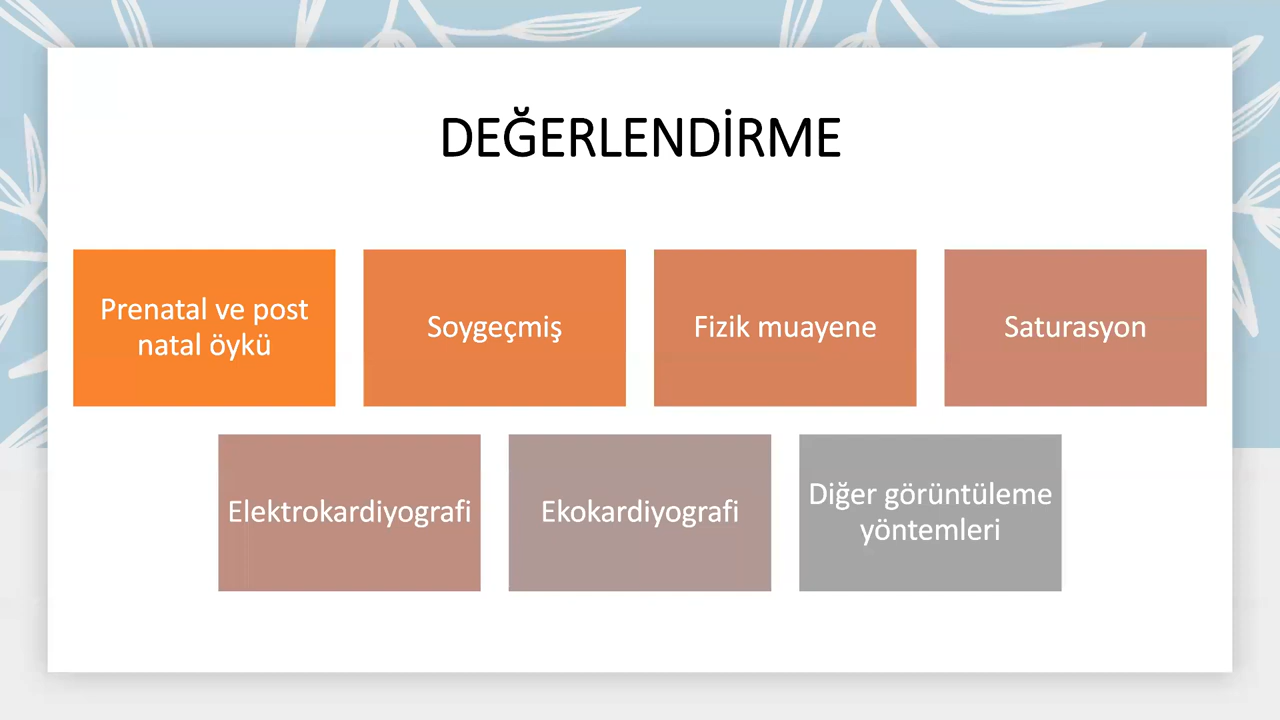 DEĞERLENDİRME
Prenatal ve post
natal öykü
Soygeçmiş
Fizik muayene
Saturasyon
Elektrokardiyografi
Ekokardiyografi
Diğer görüntüleme
yöntemleri